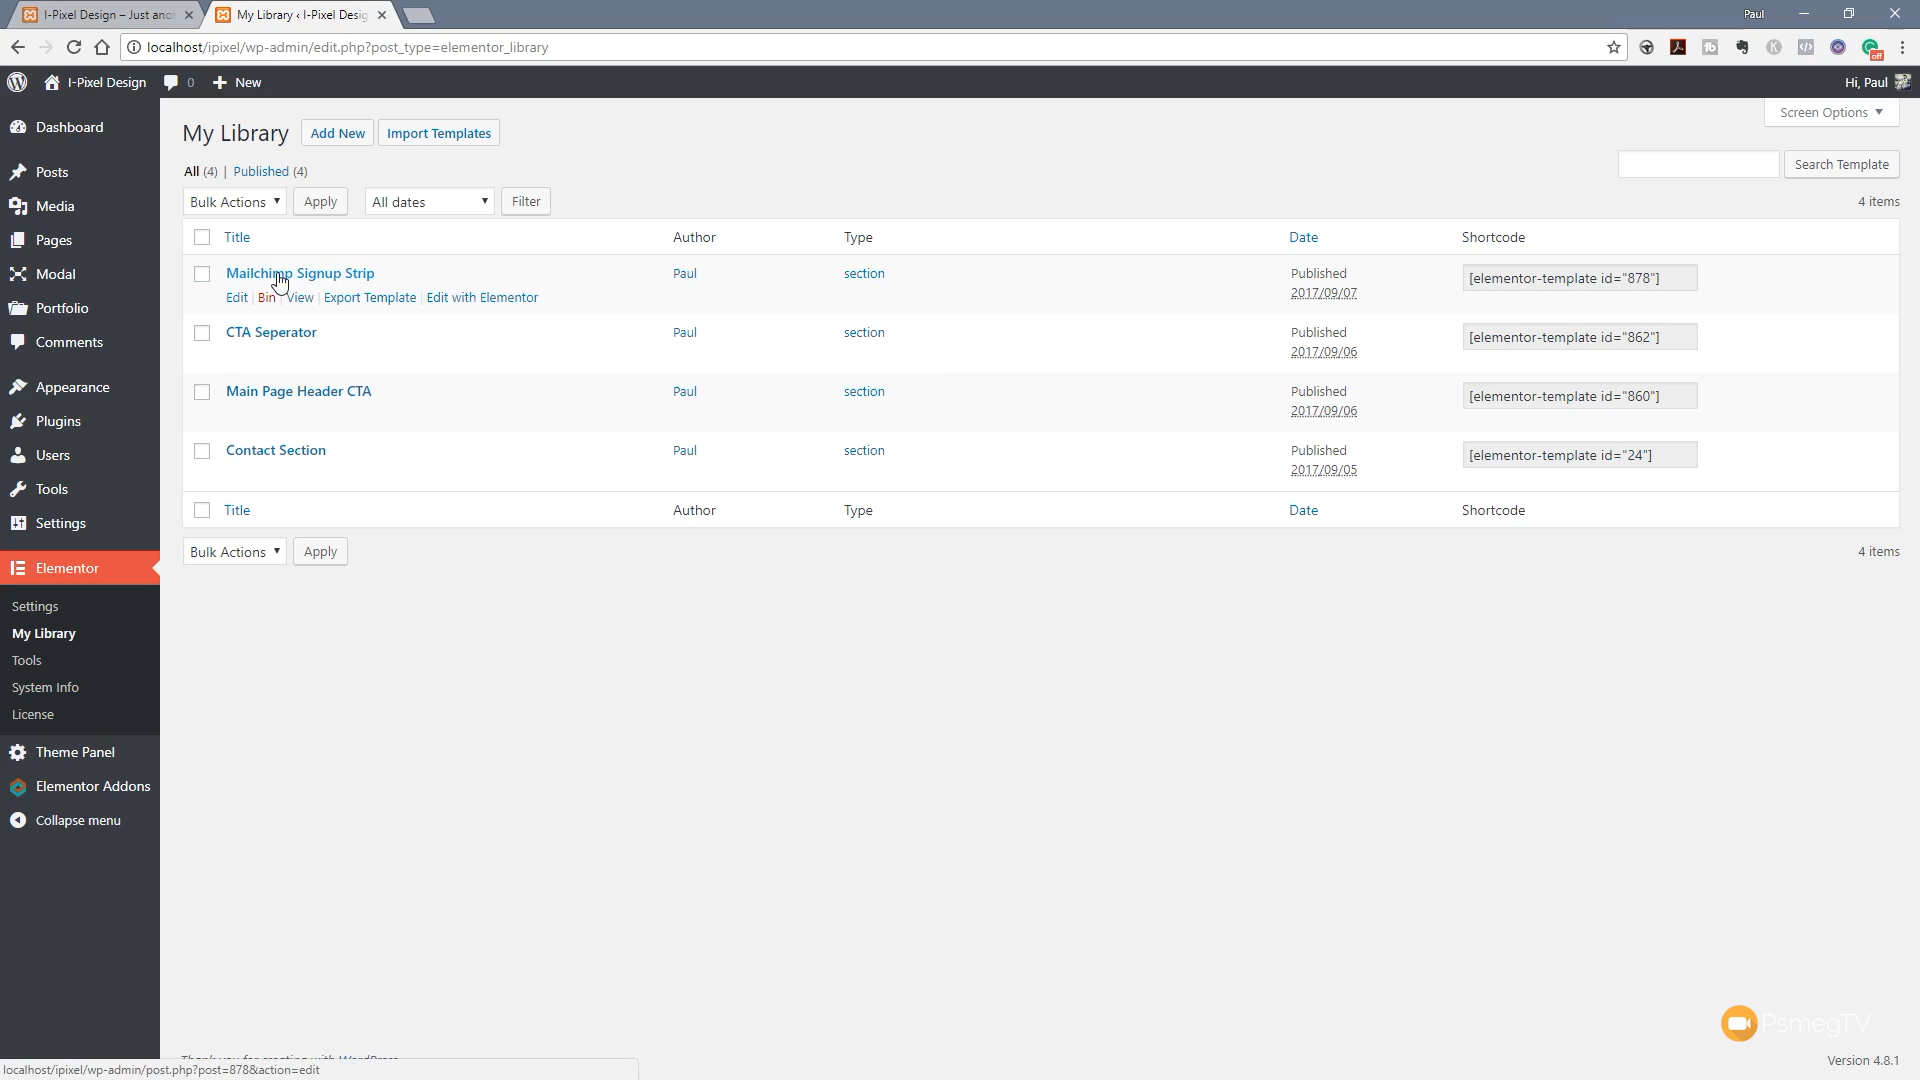 I-Pixel Design – Just ano
My Library ‹ I-Pixel Desig
Paul
localhost/ipixel/wp-admin/edit.php?post_type=elementor_library
I-Pixel Design
0
New
Hi, Paul
Screen Options
My Library
Add New
Import Templates
All (4) | Published (4)
Search Template
Bulk Actions
Apply
All dates
Filter
4 items
Title
Author
Type
Date
Shortcode
Mailchimp Signup Strip
Edit | Bin | View | Export Template | Edit with Elementor
Paul
section
Published
2017/09/07
[elementor-template id="878"]
CTA Seperator
Paul
section
Published
2017/09/06
[elementor-template id="862"]
Main Page Header CTA
Paul
section
Published
2017/09/06
[elementor-template id="860"]
Contact Section
Paul
section
Published
2017/09/05
[elementor-template id="24"]
Title
Author
Type
Date
Shortcode
Bulk Actions
Apply
4 items
Dashboard
Posts
Media
Pages
Modal
Portfolio
Comments
Appearance
Plugins
Users
Tools
Settings
Elementor
Settings
My Library
Tools
System Info
License
Theme Panel
Elementor Addons
Collapse menu
off
PsmegTV
Thank you for creating with WordPress
Version 4.8.1
localhost/ipixel/wp-admin/post.php?post=878&action=edit